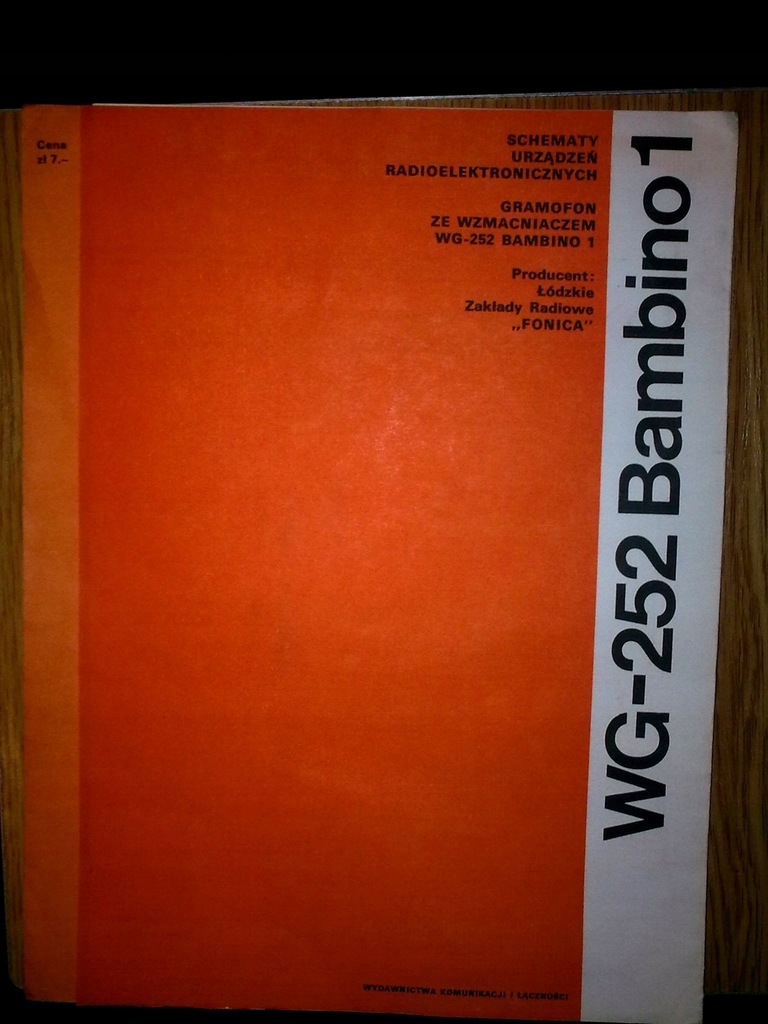 Cena
zł 7.–
SCHEMATY
URZĄDZEŃ
RADIOELEKTRONICZNYCH
GRAMOFON
ZE WZMACNIACZEM
WG-252 BAMBINO 1
Producent:
Łódzkie
Zakłady Radiowe
„FONICA”
WG-252 Bambino 1
WYDAWNICTWA KOMUNIKACJI I ŁĄCZNOŚCI